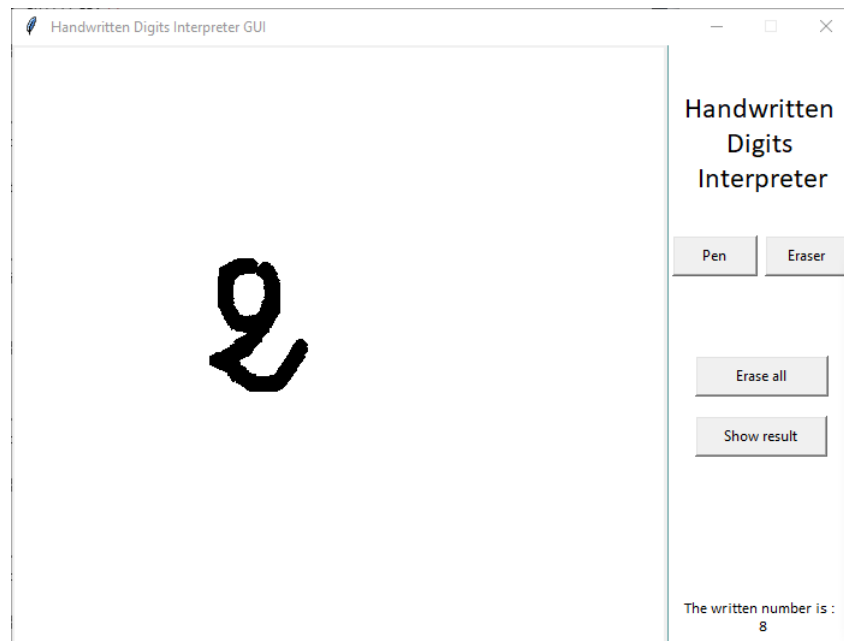 Handwritten Digits Interpreter GUI
Handwritten
Digits
Interpreter
Pen Eraser
Erase all
Show result
The written number is :
8